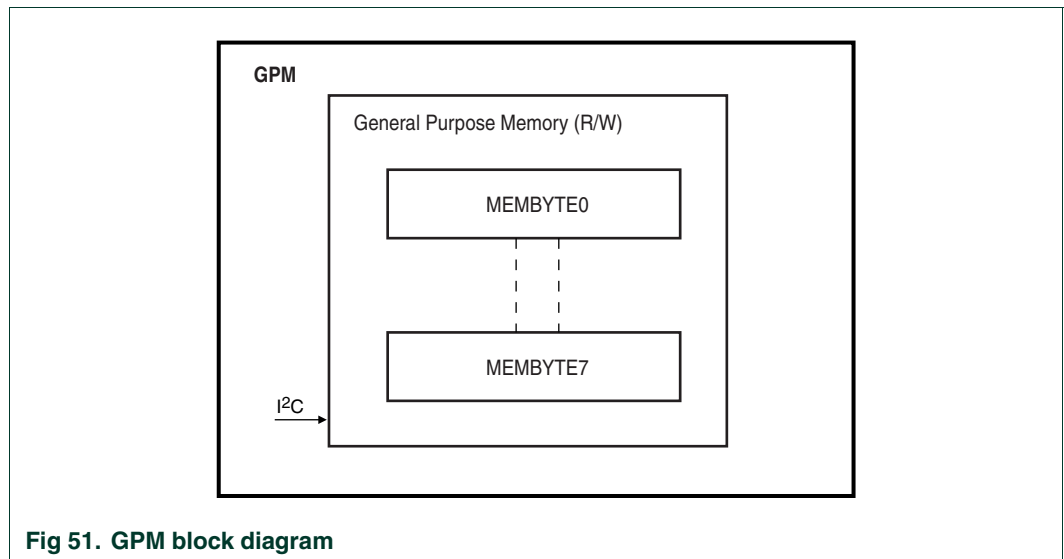 GPM
General Purpose Memory (R/W)
MEMBYTE0
MEMBYTE7
I²C
Fig 51. GPM block diagram